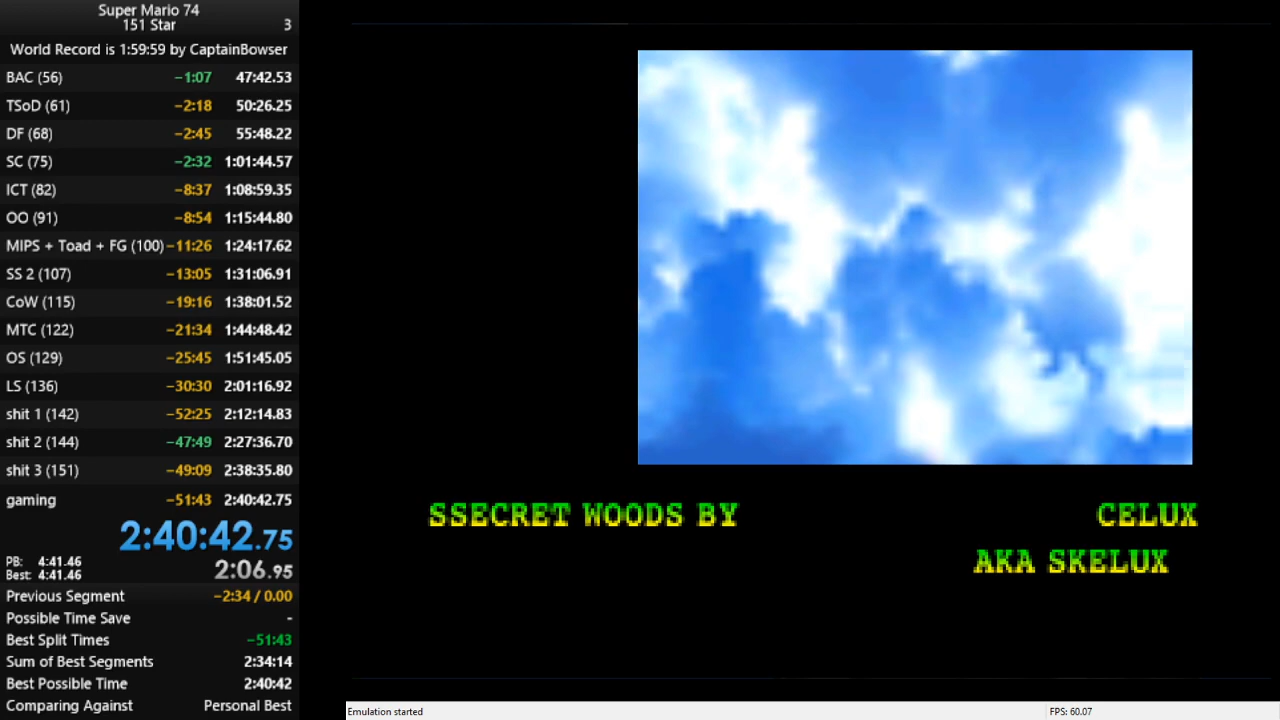 Super Mario 74
151 Star 3
World Record is 1:59:59 by CaptainBowser
BAC (56) −1:07 47:42.53
TSoD (61) −2:18 50:26.25
DF (68) −2:45 55:48.22
SC (75) −2:32 1:01:44.57
ICT (82) −8:37 1:08:59.35
OO (91) −8:54 1:15:44.80
MIPS + Toad + FG (100) −11:26 1:24:17.62
SS 2 (107) −13:05 1:31:06.91
CoW (115) −19:16 1:38:01.52
MTC (122) −21:34 1:44:48.42
OS (129) −25:45 1:51:45.05
LS (136) −30:30 2:01:16.92
shit 1 (142) −52:25 2:12:14.83
shit 2 (144) −47:49 2:27:36.70
shit 3 (151) −49:09 2:38:35.80
gaming −51:43 2:40:42.75
2:40:42.75
PB: 4:41.46
Best: 4:41.46
2:06.95
Previous Segment −2:34 / 0.00
Possible Time Save -
Best Split Times −51:43
Sum of Best Segments 2:34:14
Best Possible Time 2:40:42
Comparing Against Personal Best
SSECRET WOODS BY CELUX
AKA SKELUX
Emulation started FPS: 60.07